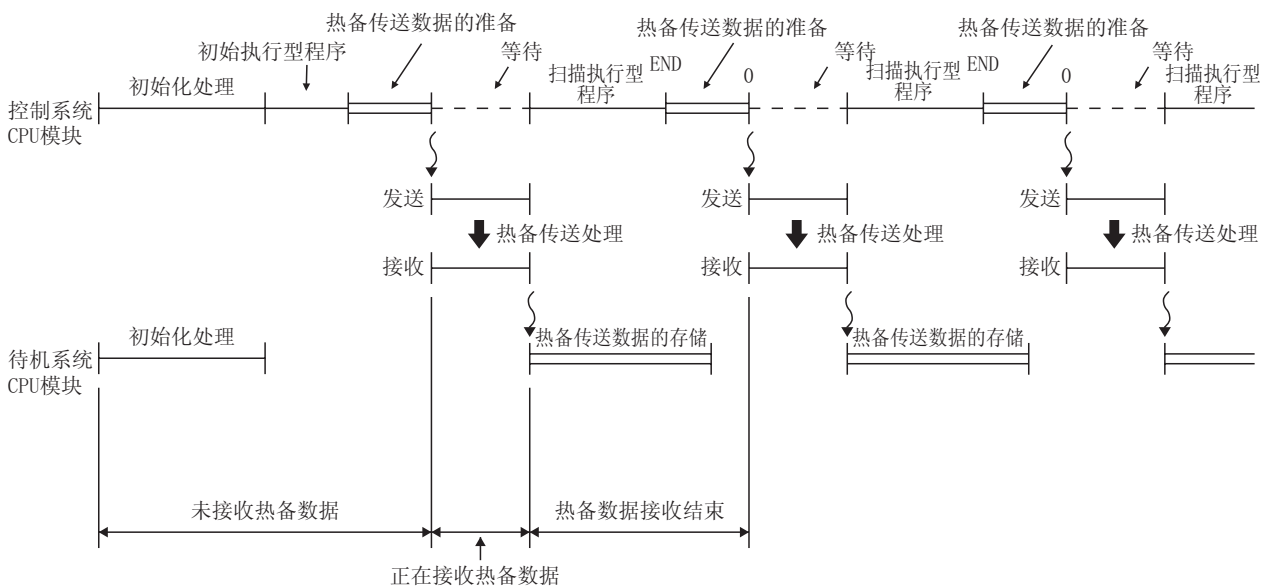 热备传送数据的准备
热备传送数据的准备
热备传送数据的准备
初始执行型程序
等待
等待
等待
初始化处理
扫描执行型
程序
END
0
扫描执行型
程序
END
0
扫描执行型
程序
控制系统
CPU模块
发送
发送
发送
热备传送处理
热备传送处理
热备传送处理
接收
接收
接收
初始化处理
热备传送数据的存储
热备传送数据的存储
待机系统
CPU模块
未接收热备数据
热备数据接收结束
正在接收热备数据